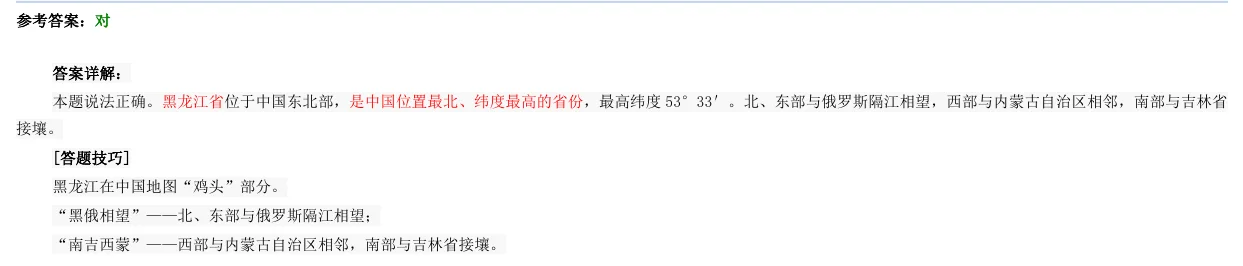 参考答案：对
答案详解：
本题说法正确。黑龙江省位于中国东北部，是中国位置最北、纬度最高的省份，最高纬度 53° 33′ 。北、东部与俄罗斯隔江相望，西部与内蒙古自治区相邻，南部与吉林省
接壤。
[答题技巧]
黑龙江在中国地图“鸡头”部分。
“黑俄相望”——北、东部与俄罗斯隔江相望；
“南吉西蒙”——西部与内蒙古自治区相邻，南部与吉林省接壤。